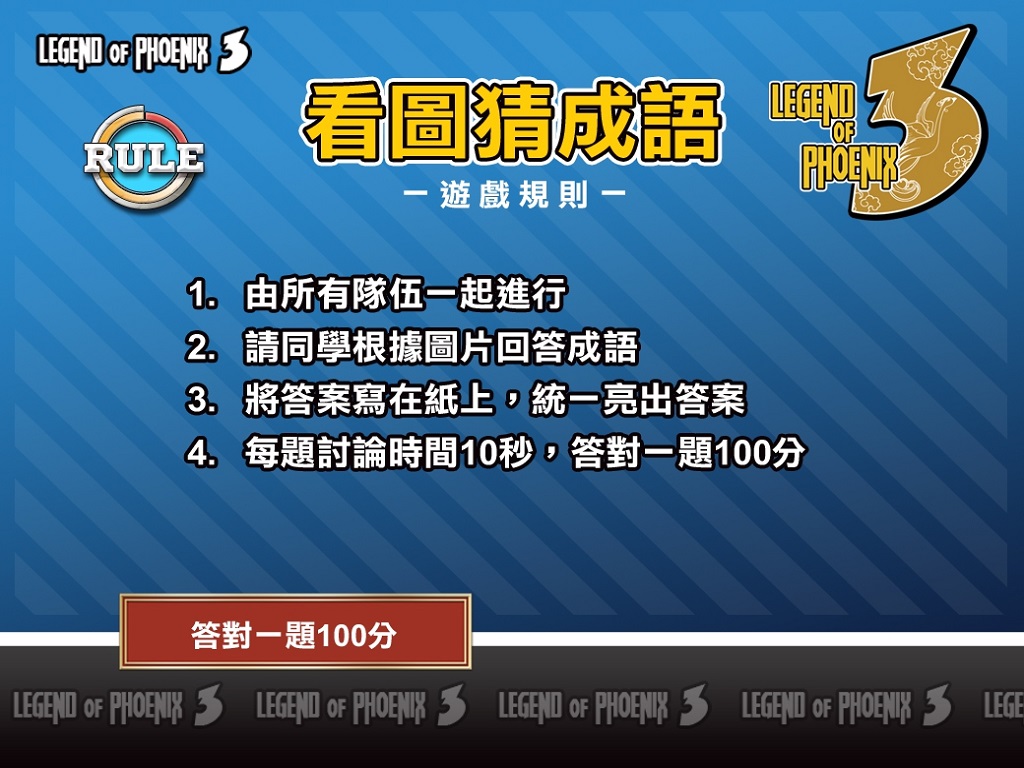 LEGEND OF PHOENIX 3
RULE
看圖猜成語
LEGEND OF PHOENIX 3
－遊戲規則－
1. 由所有隊伍一起進行
2. 請同學根據圖片回答成語
3. 將答案寫在紙上，統一亮出答案
4. 每題討論時間10秒，答對一題100分
答對一題100分
LEGEND OF PHOENIX 3 LEGEND OF PHOENIX 3 LEGEND OF PHOENIX 3 LEGEND OF PHOENIX 3 LEGE